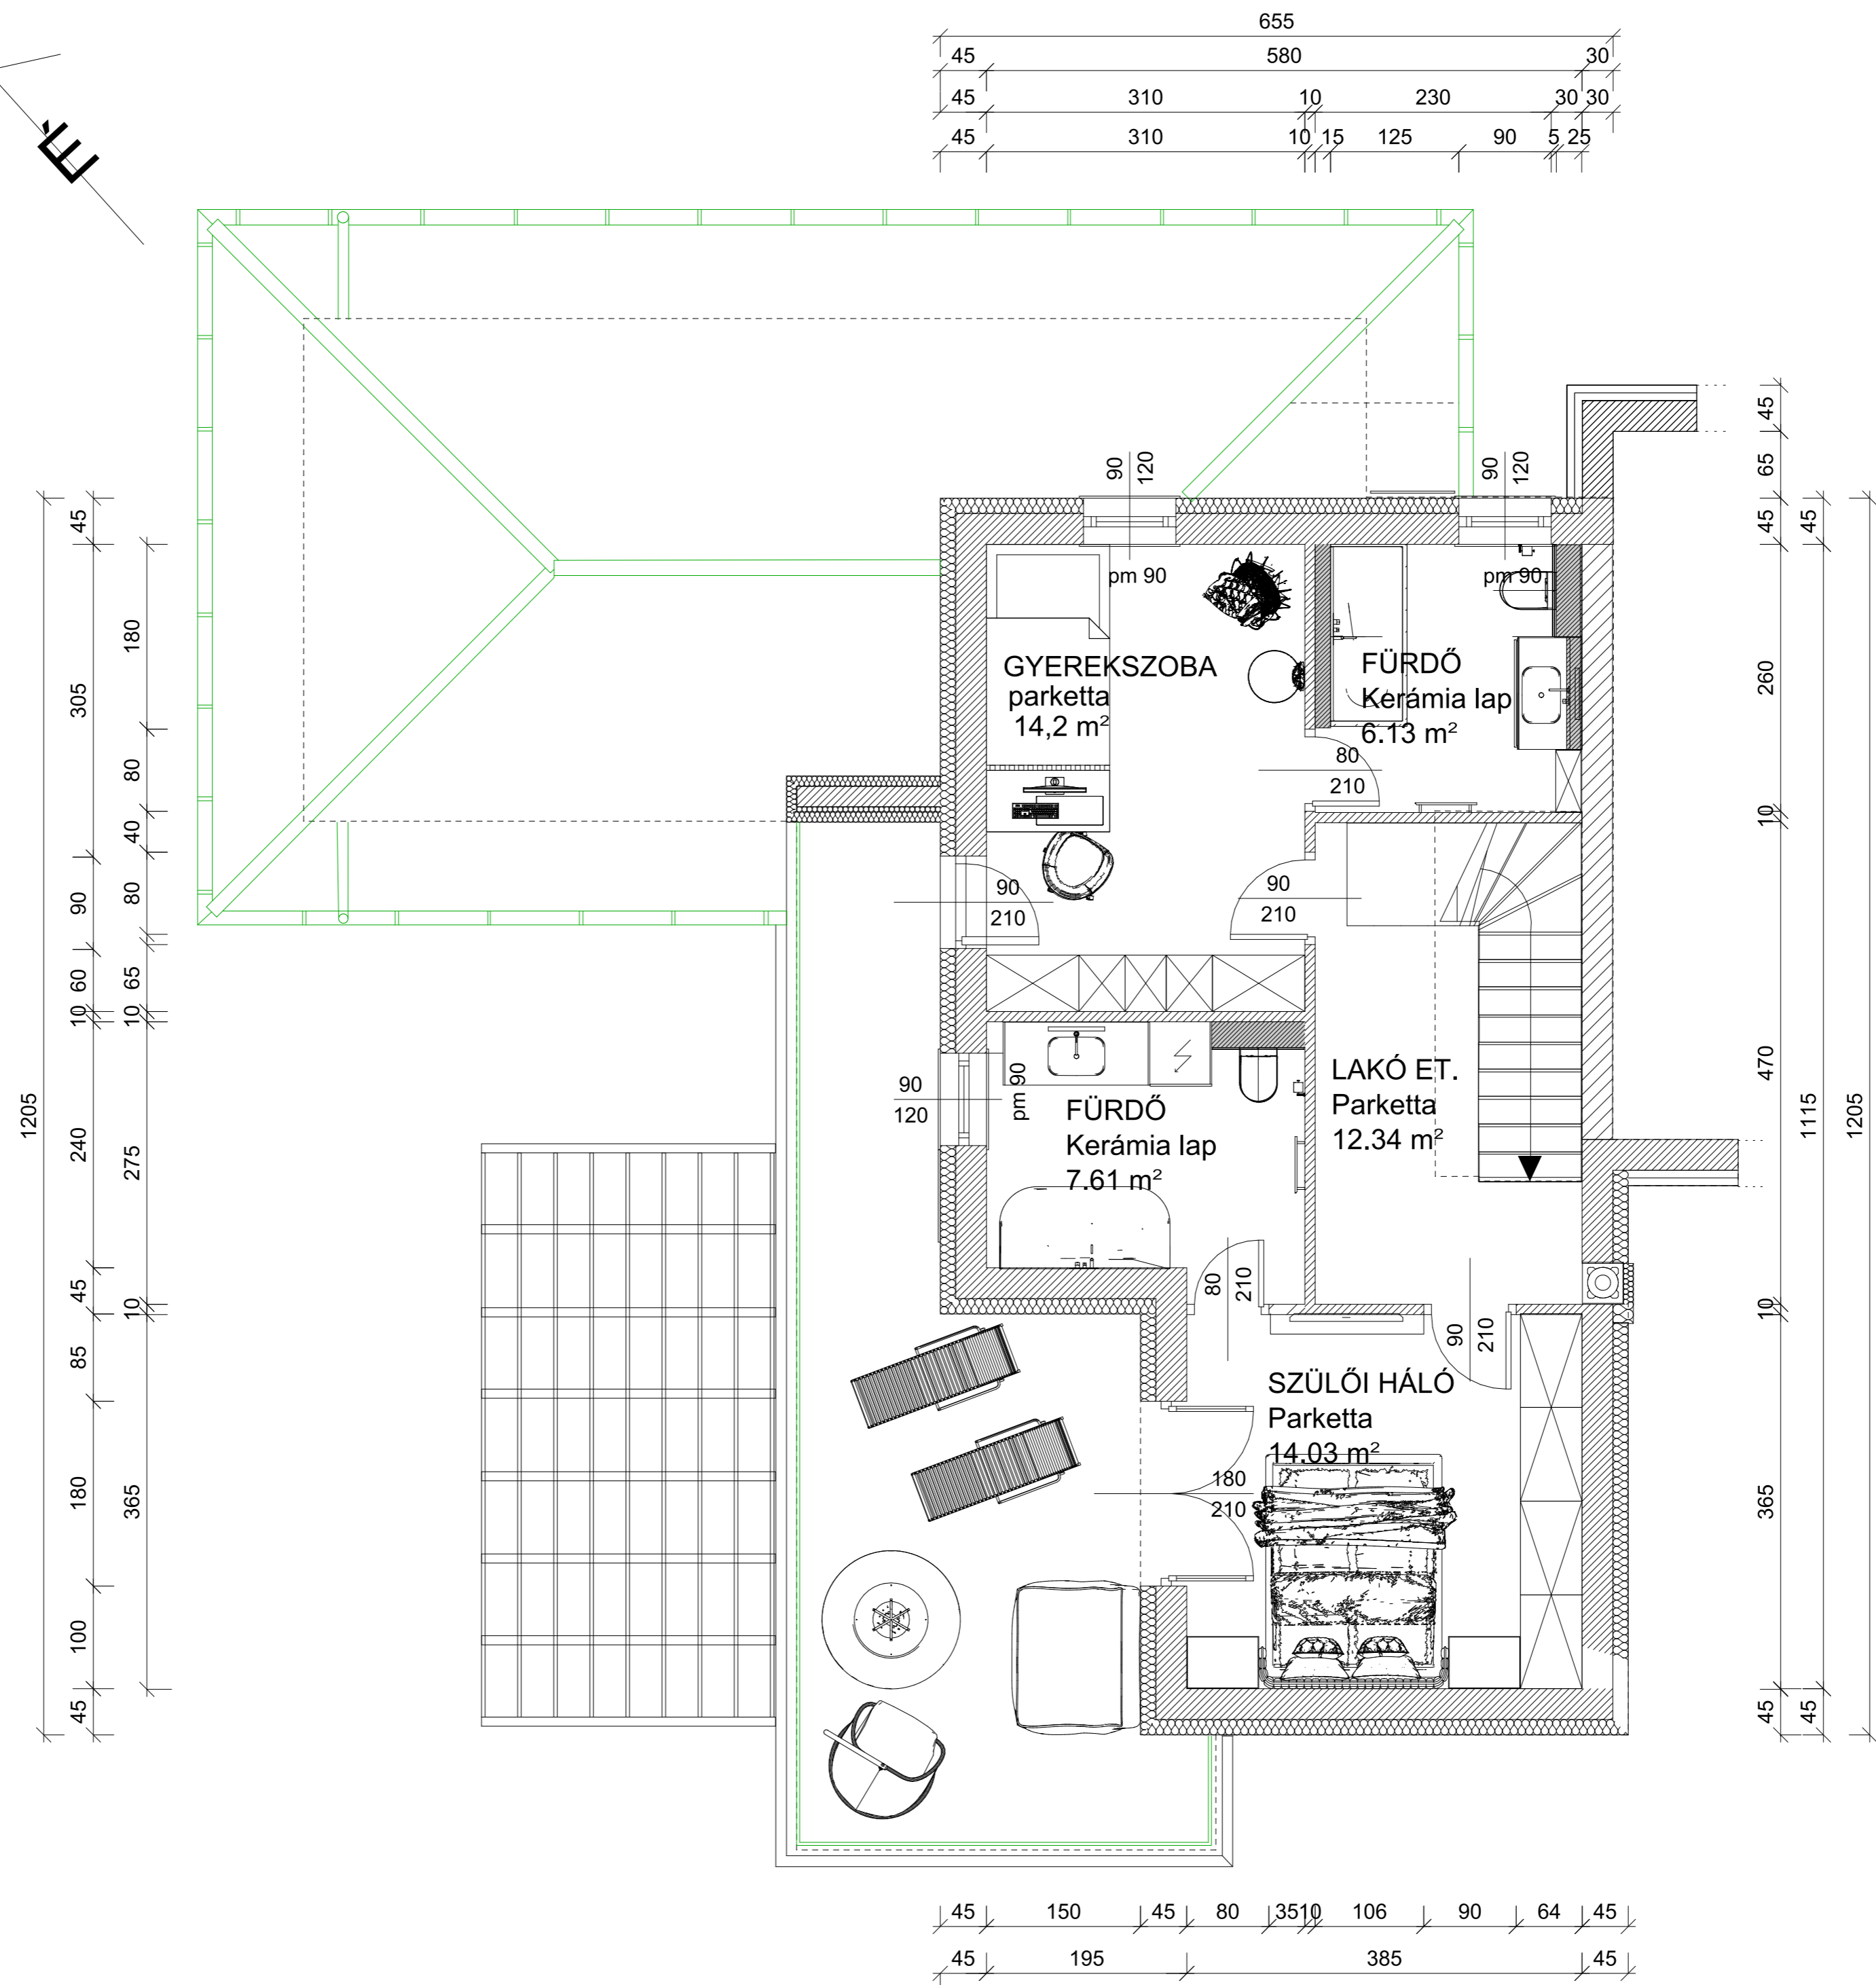 655
45 580 30
45 310 10 230 30 30
45 310 10 15 125 90 5 25
É
90 120
90 120
pm 90
pm 90
GYEREKSZOBA
parketta
14,2 m²
FÜRDŐ
Kerámia lap
6.13 m²
80
210
90
210
90
210
90
120
pm 90
FÜRDŐ
Kerámia lap
7.61 m²
LAKÓ ET.
Parketta
12.34 m²
80 210
90 210
SZÜLŐI HÁLÓ
Parketta
14.03 m²
180
210
1205
45 305 90 60 10 240 45 85 180 100 45
180 80 40 80 65 10 275 10 365
45 65 45 260 10 470 10 365 45
45 1115 45
1205
45 150 45 80 35 10 106 90 64 45
45 195 385 45